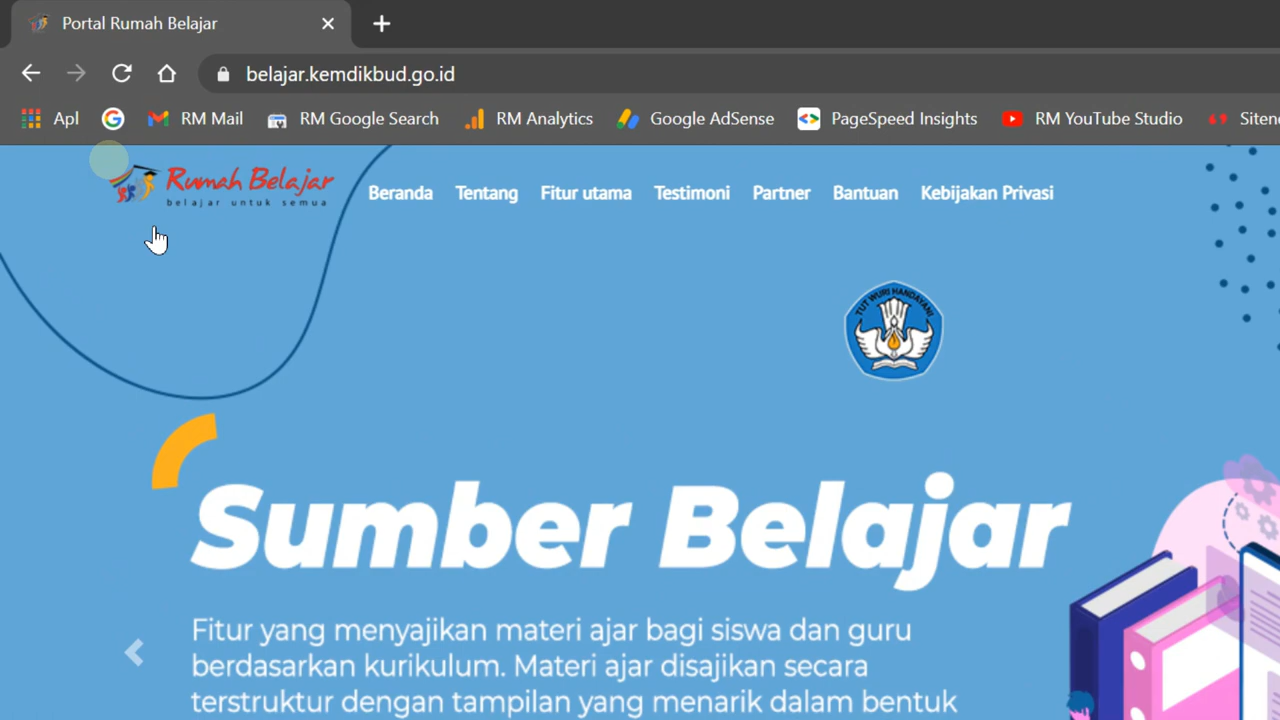 Portal Rumah Belajar
belajar.kemdikbud.go.id
Apl RM Mail RM Google Search RM Analytics Google AdSense PageSpeed Insights RM YouTube Studio Siten
Rumah Belajar
belajar untuk semua
Beranda Tentang Fitur utama Testimoni Partner Bantuan Kebijakan Privasi
TUT WURI HANDAYANI
Sumber Belajar
Fitur yang menyajikan materi ajar bagi siswa dan guru
berdasarkan kurikulum. Materi ajar disajikan secara
terstruktur dengan tampilan yang menarik dalam bentuk